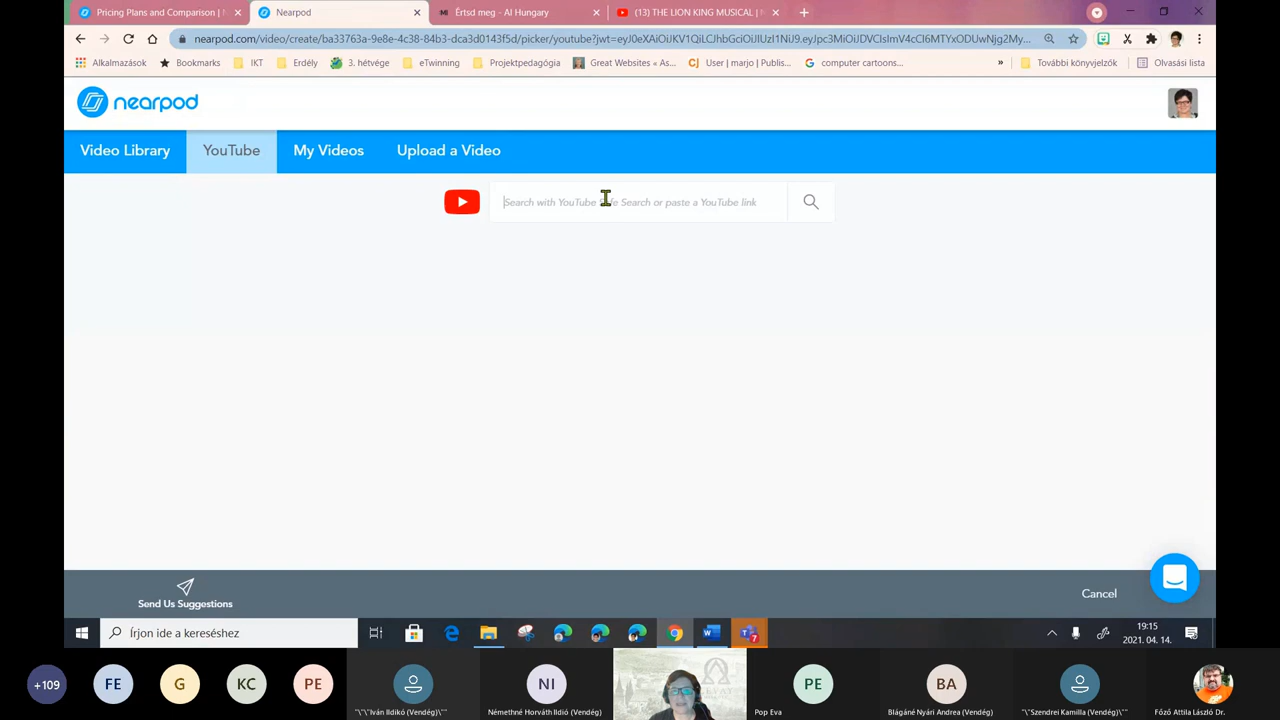 Pricing Plans and Comparison | N
Nearpod
Értsd meg - AI Hungary
(13) THE LION KING MUSICAL |
nearpod.com/video/create/ba33763a-9e8e-4c38-84b3-dca3d0143f5d/picker/youtube?jwt=
Alkalmazások
Bookmarks
IKT
Erdély
3. hétvége
eTwinning
Projektpedagógia
Great Websites « As...
User | marjo | Publis...
computer cartoons...
»
További könyvjelzők
Olvasási lista
nearpod
Video Library
YouTube
My Videos
Upload a Video
Search with YouTube Safe Search or paste a YouTube link
Send Us Suggestions
Cancel
Írjon ide a kereséshez
7
19:15
2021. 04. 14.
+109
FE
G
KC
PE
"\"\"Iván Ildikó (Vendég)\""
NI
Némethné Horváth Ildió (Vendég)
PE
Pop Eva
BA
Blágáné Nyári Andrea (Vendég)
"\"Szendrei Kamilla (Vendég)\""
Főző Attila László Dr.